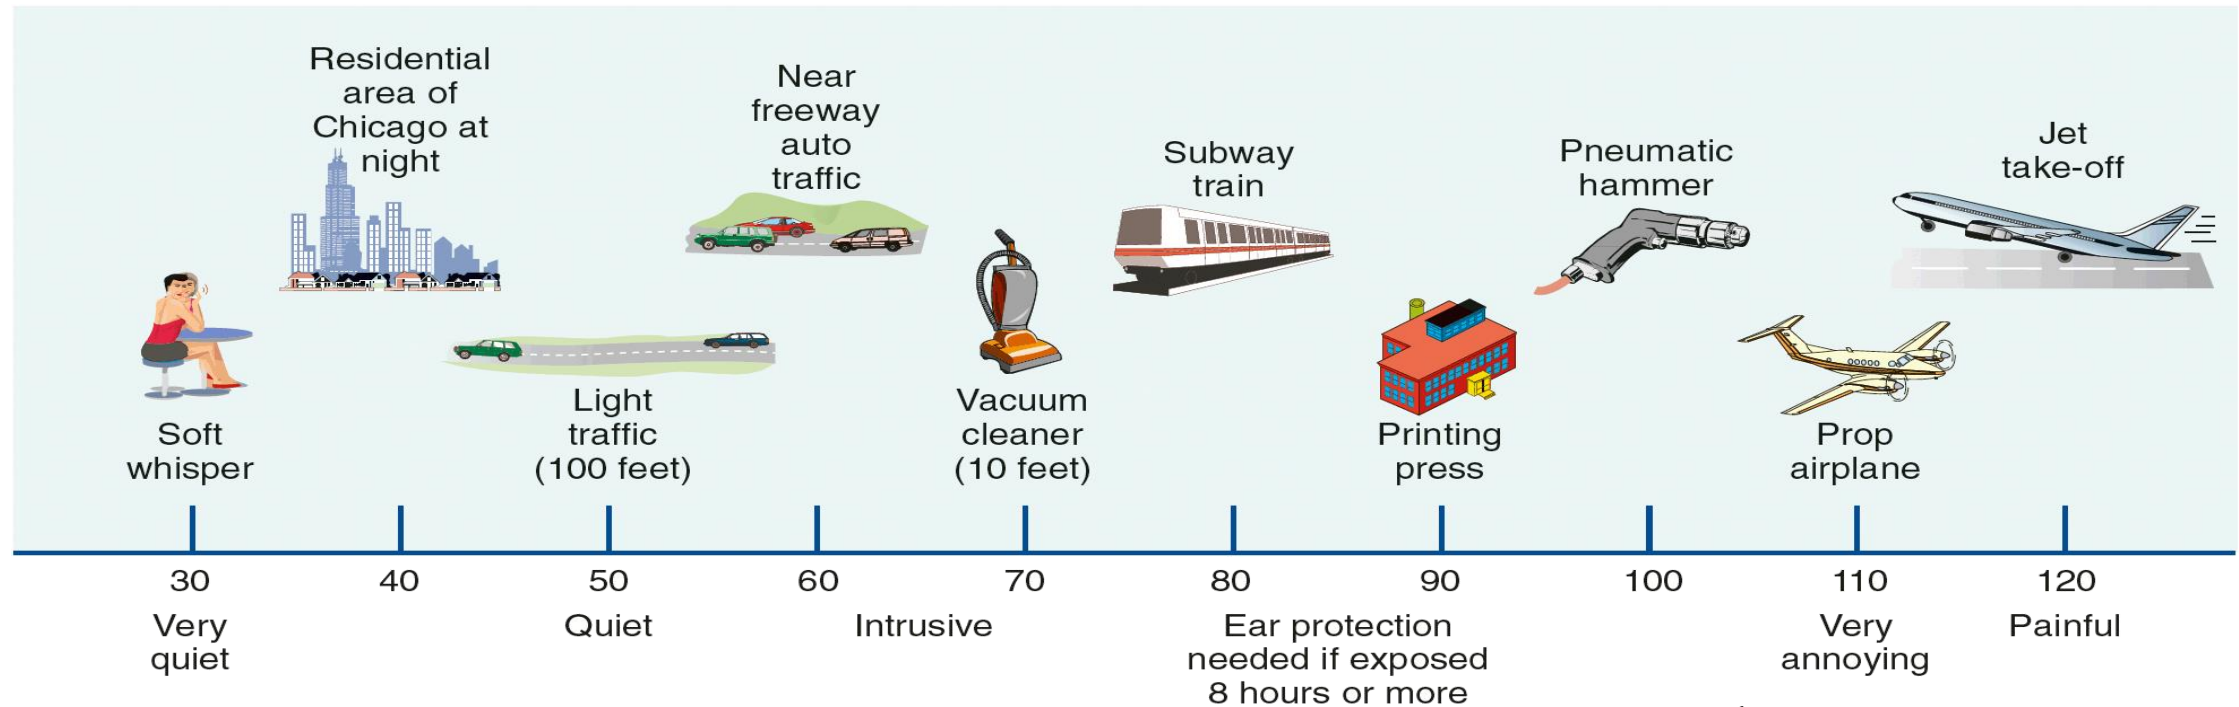 Residential
area of
Chicago at
night
Near
freeway
auto
traffic
Subway
train
Pneumatic
hammer
Jet
take-off
Soft
whisper
Light
traffic
(100 feet)
Vacuum
cleaner
(10 feet)
Printing
press
Prop
airplane
30 40 50 60 70 80 90 100 110 120
Very
quiet
Quiet
Intrusive
Ear protection
needed if exposed
8 hours or more
Very
annoying
Painful